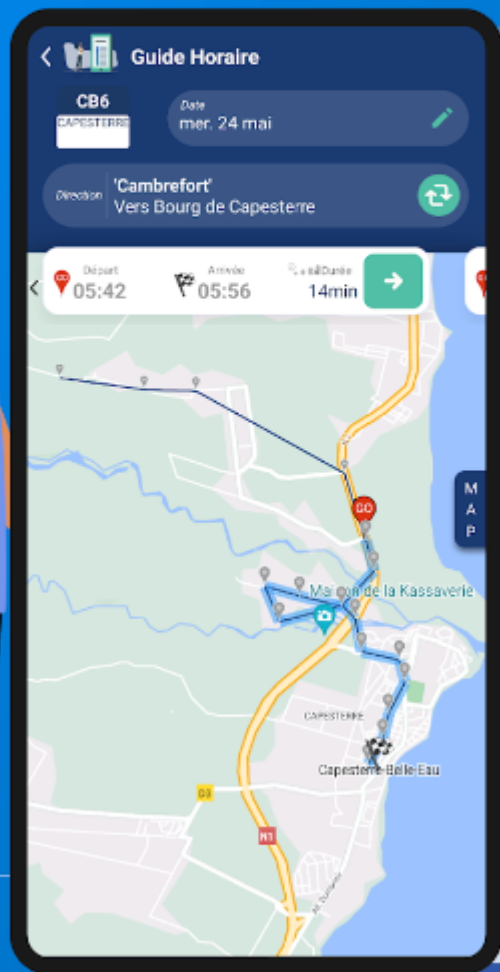 Guide Horaire
CB6
CAPESTERRE
Date
mer. 24 mai
Direction
'Cambrefort'
Vers Bourg de Capesterre
Départ
05:42
Arrivée
05:56
Durée
14min
GO
M
A
P
Maison de la Kassaverie
CAPESTERRE
Capesterre-Belle-Eau
D3
N1